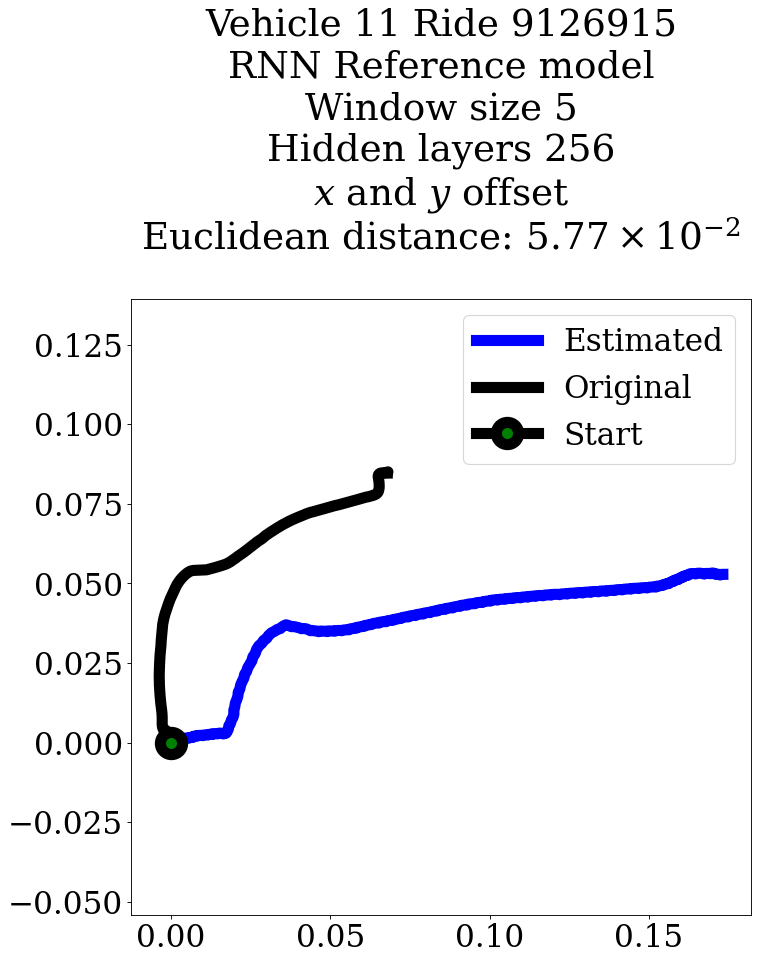 Vehicle 11 Ride 9126915
RNN Reference model
Window size 5
Hidden layers 256
x and y offset
Euclidean distance: 5.77 × 10⁻²
Estimated
Original
Start
0.125
0.100
0.075
0.050
0.025
0.000
−0.025
−0.050
0.00 0.05 0.10 0.15